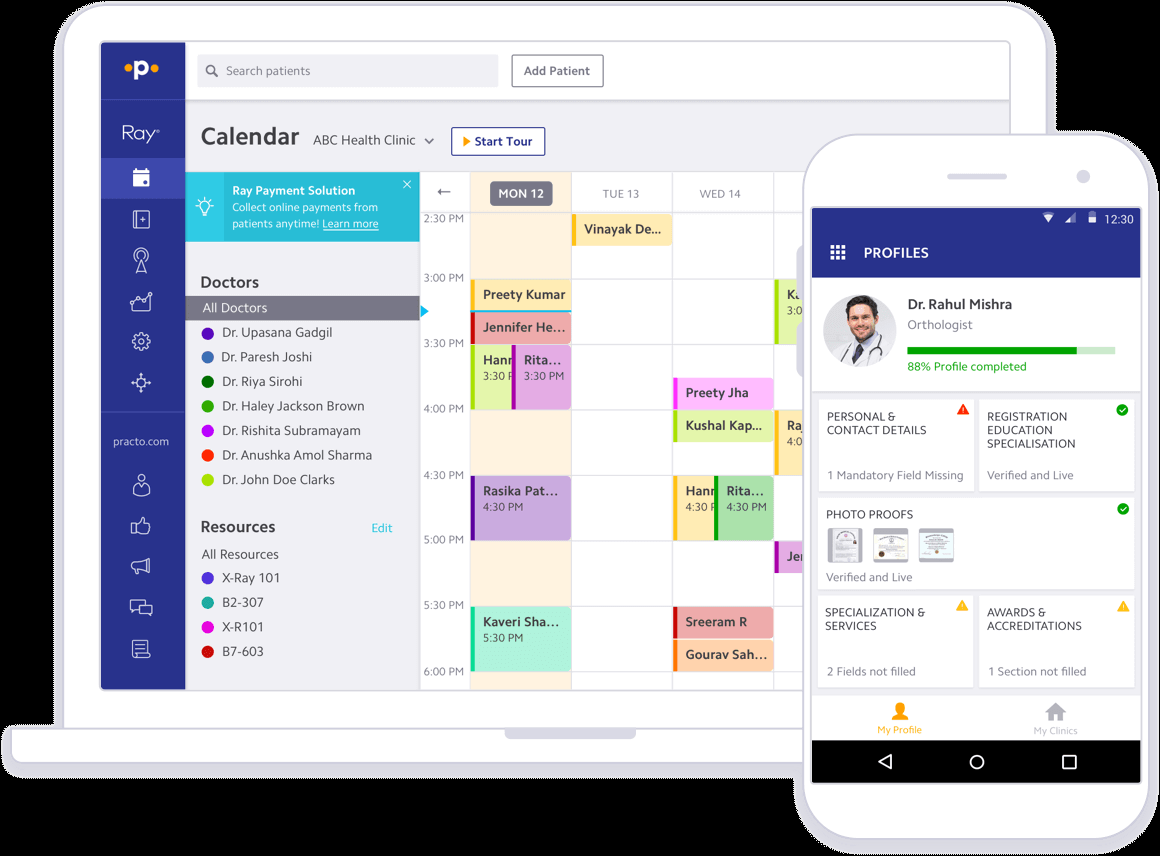 p
Search patients
Add Patient
Ray
Calendar
ABC Health Clinic
Start Tour
Ray Payment Solution
Collect online payments from
patients anytime! Learn more
Doctors
All Doctors
Dr. Upasana Gadgil
Dr. Paresh Joshi
Dr. Riya Sirohi
Dr. Haley Jackson Brown
Dr. Rishita Subramayam
Dr. Anushka Amol Sharma
Dr. John Doe Clarks
practo.com
Resources
Edit
All Resources
X-Ray 101
B2-307
X-R101
B7-603
MON 12
TUE 13
WED 14
2:30 PM
Vinayak De...
3:00 PM
Preety Kumar
Jennifer He...
3:30 PM
Hann
3:30 P
Rita...
3:30 PM
Preety Jha
4:00 PM
Kushal Kap...
4:30 PM
Rasika Pat...
4:30 PM
Hann
4:30 P
Rita...
4:30 PM
5:00 PM
5:30 PM
Kaveri Sha...
5:30 PM
Sreeram R
Gourav Sah...
6:00 PM
3:0
4:0
Je
12:30
PROFILES
Dr. Rahul Mishra
Orthologist
88% Profile completed
PERSONAL &
CONTACT DETAILS
1 Mandatory Field Missing
REGISTRATION
EDUCATION
SPECIALISATION
Verified and Live
PHOTO PROOFS
Verified and Live
SPECIALIZATION &
SERVICES
2 Fields not filled
AWARDS &
ACCREDITATIONS
1 Section not filled
My Profile
My Clinics